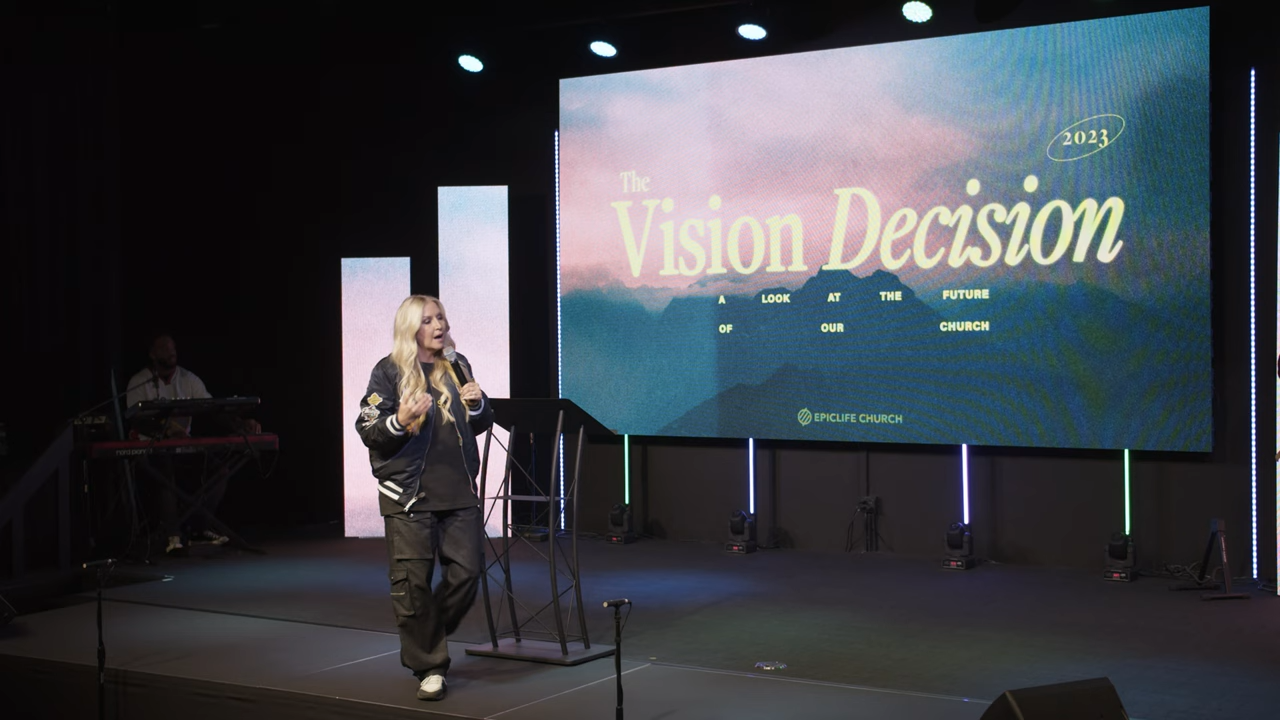 2023
The
Vision Decision
A LOOK AT THE FUTURE
OF OUR CHURCH
EPICLIFE CHURCH